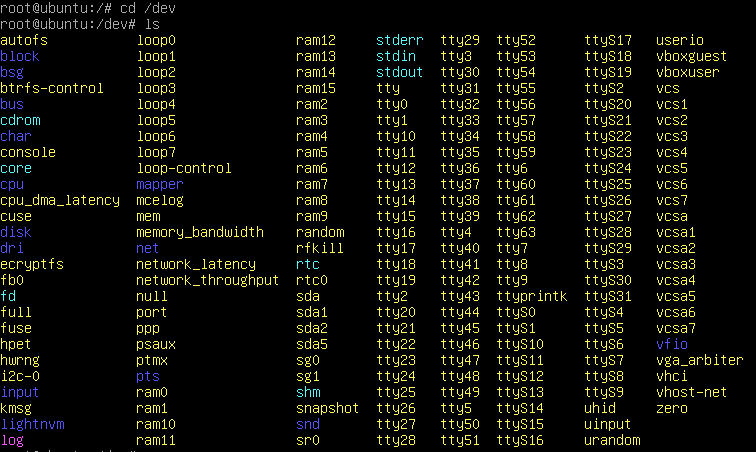 root@ubuntu:/# cd /dev
root@ubuntu:/dev# ls
autofs loop0 ram12 stderr tty29 tty52 ttyS17 userio
block loop1 ram13 stdin tty3 tty53 ttyS18 vboxguest
bsg loop2 ram14 stdout tty30 tty54 ttyS19 vboxuser
btrfs-control loop3 ram15 tty tty31 tty55 ttyS2 vcs
bus loop4 ram2 tty0 tty32 tty56 ttyS20 vcs1
cdrom loop5 ram3 tty1 tty33 tty57 ttyS21 vcs2
char loop6 ram4 tty10 tty34 tty58 ttyS22 vcs3
console loop7 ram5 tty11 tty35 tty59 ttyS23 vcs4
core loop-control ram6 tty12 tty36 tty6 ttyS24 vcs5
cpu mapper ram7 tty13 tty37 tty60 ttyS25 vcs6
cpu_dma_latency mcelog ram8 tty14 tty38 tty61 ttyS26 vcs7
cuse mem ram9 tty15 tty39 tty62 ttyS27 vcsa
disk memory_bandwidth random tty16 tty4 tty63 ttyS28 vcsa1
dri net rfkill tty17 tty40 tty7 ttyS29 vcsa2
ecryptfs network_latency rtc tty18 tty41 tty8 ttyS3 vcsa3
fb0 network_throughput rtc0 tty19 tty42 tty9 ttyS30 vcsa4
fd null sda tty2 tty43 ttyprintk ttyS31 vcsa5
full port sda1 tty20 tty44 ttyS0 ttyS4 vcsa6
fuse ppp sda2 tty21 tty45 ttyS1 ttyS5 vcsa7
hpet psaux sda5 tty22 tty46 ttyS10 ttyS6 vfio
hwrng ptmx sg0 tty23 tty47 ttyS11 ttyS7 vga_arbiter
i2c-0 pts sg1 tty24 tty48 ttyS12 ttyS8 vhci
input ram0 shm tty25 tty49 ttyS13 ttyS9 vhost-net
kmsg ram1 snapshot tty26 tty5 ttyS14 uhid zero
lightnvm ram10 snd tty27 tty50 ttyS15 uinput
log ram11 sr0 tty28 tty51 ttyS16 urandom